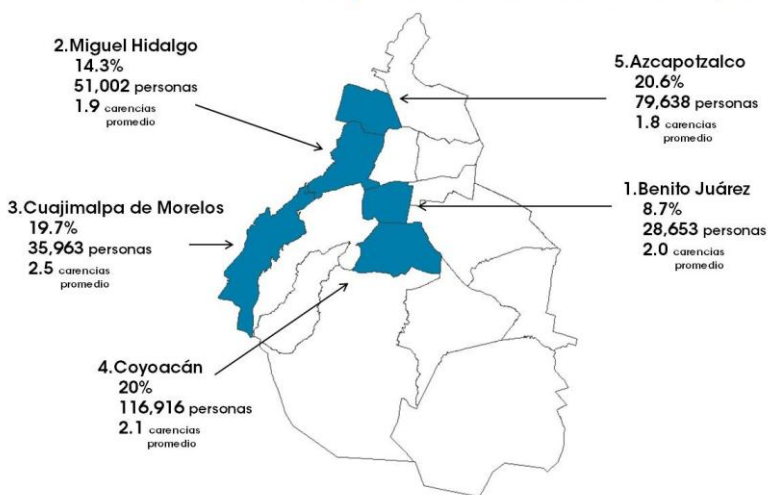 2.Miguel Hidalgo
14.3%
51,002 personas
1.9 carencias
promedio
5.Azcapotzalco
20.6%
79,638 personas
1.8 carencias
promedio
3.Cuajimalpa de Morelos
19.7%
35,963 personas
2.5 carencias
promedio
1.Benito Juárez
8.7%
28,653 personas
2.0 carencias
promedio
4.Coyoacán
20%
116,916 personas
2.1 carencias
promedio